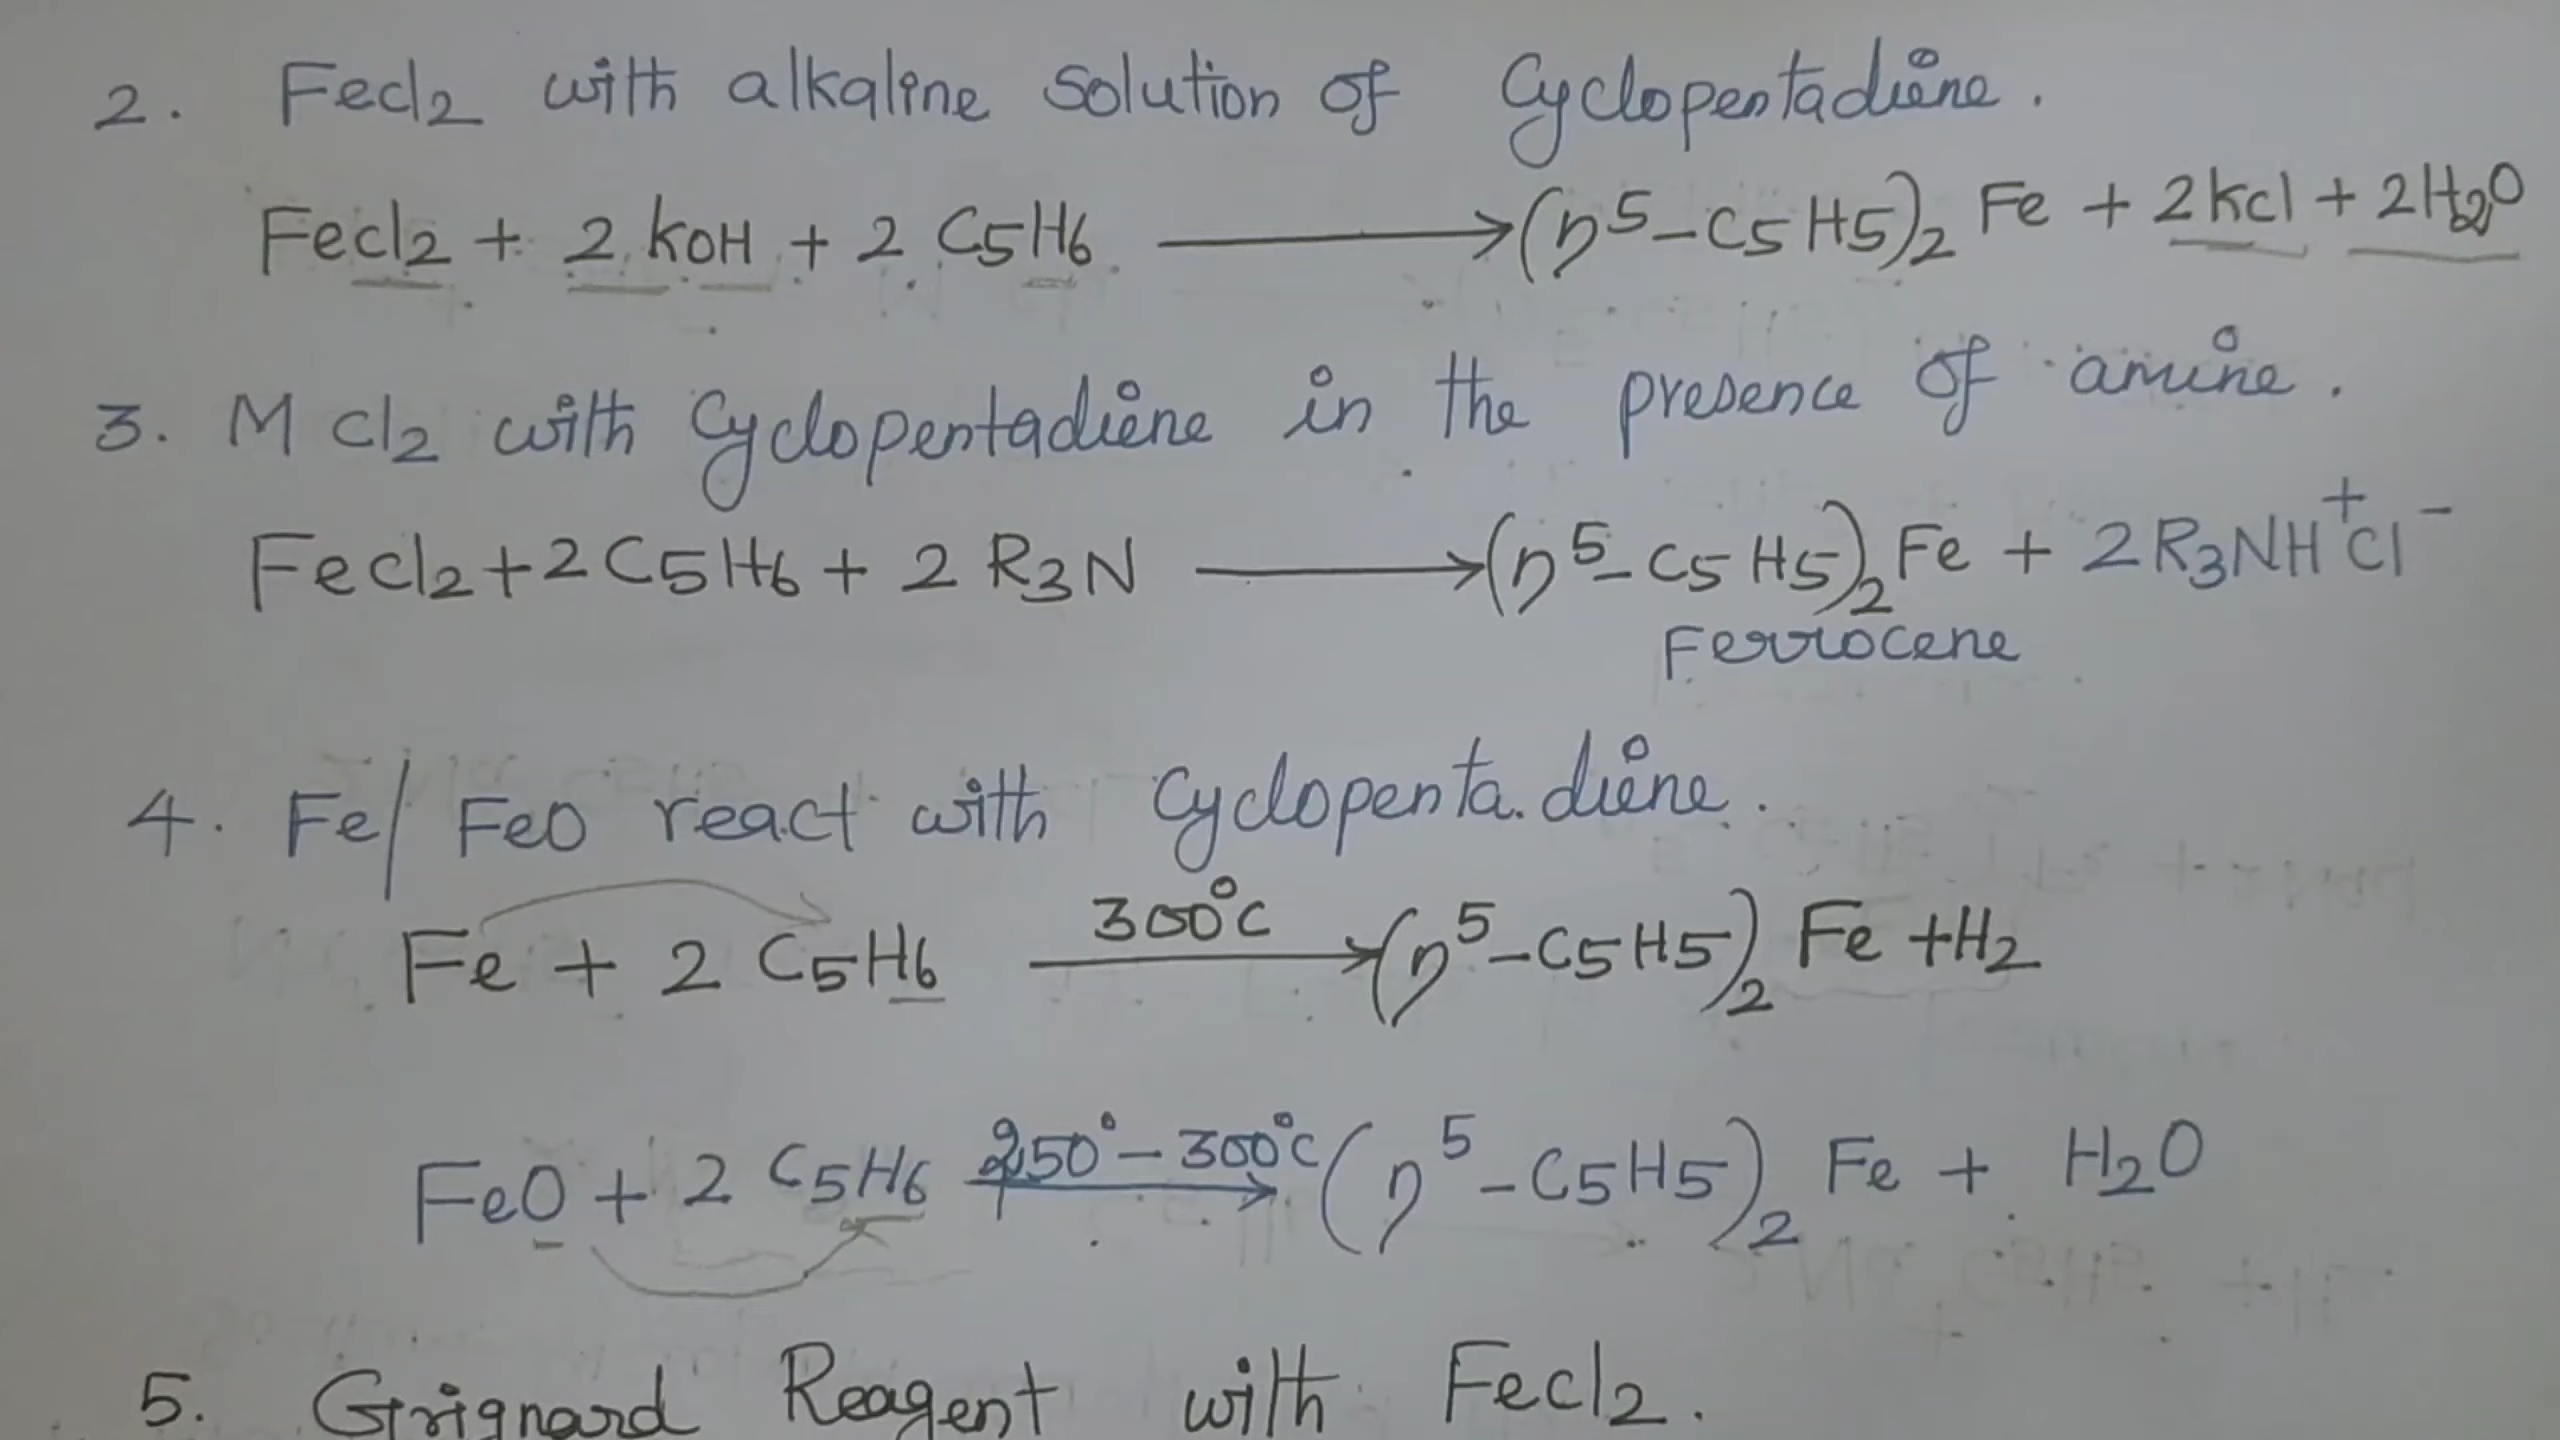 2. Fecl2 with alkaline solution of Cyclopentadiene.
Fecl2 + 2 KOH + 2 C5H6 ⟶ (η5-C5H5)2 Fe + 2kcl + 2H2O
3. M Cl2 with Cyclopentadiene in the presence of amine.
Fecl2 + 2 C5H6 + 2 R3N ⟶ (η5-C5H5)2 Fe + 2R3NH+Cl-
Ferrocene
4. Fe/ FeO react with Cyclopenta.diene.
Fe + 2 C5H6 300°C ⟶ (η5-C5H5)2 Fe + H2
FeO + 2 C5H6 250°-300°C ⟶ (η5-C5H5)2 Fe + H2O
5. Grignard Reagent with Fecl2.